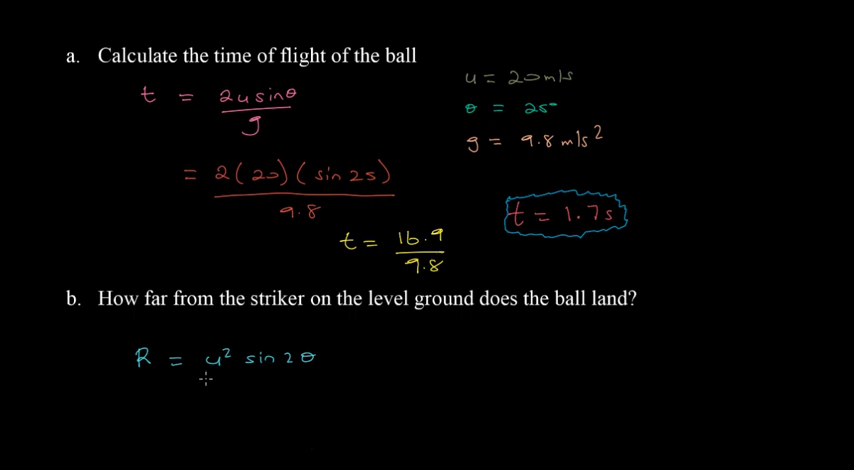 a. Calculate the time of flight of the ball
t = 2u sinθ / g
u = 20m/s
θ = 25°
g = 9.8 m/s²
= 2(20)(sin 25) / 9.8
t = 1.7s
t = 16.9 / 9.8
b. How far from the striker on the level ground does the ball land?
R = u² sin 2θ